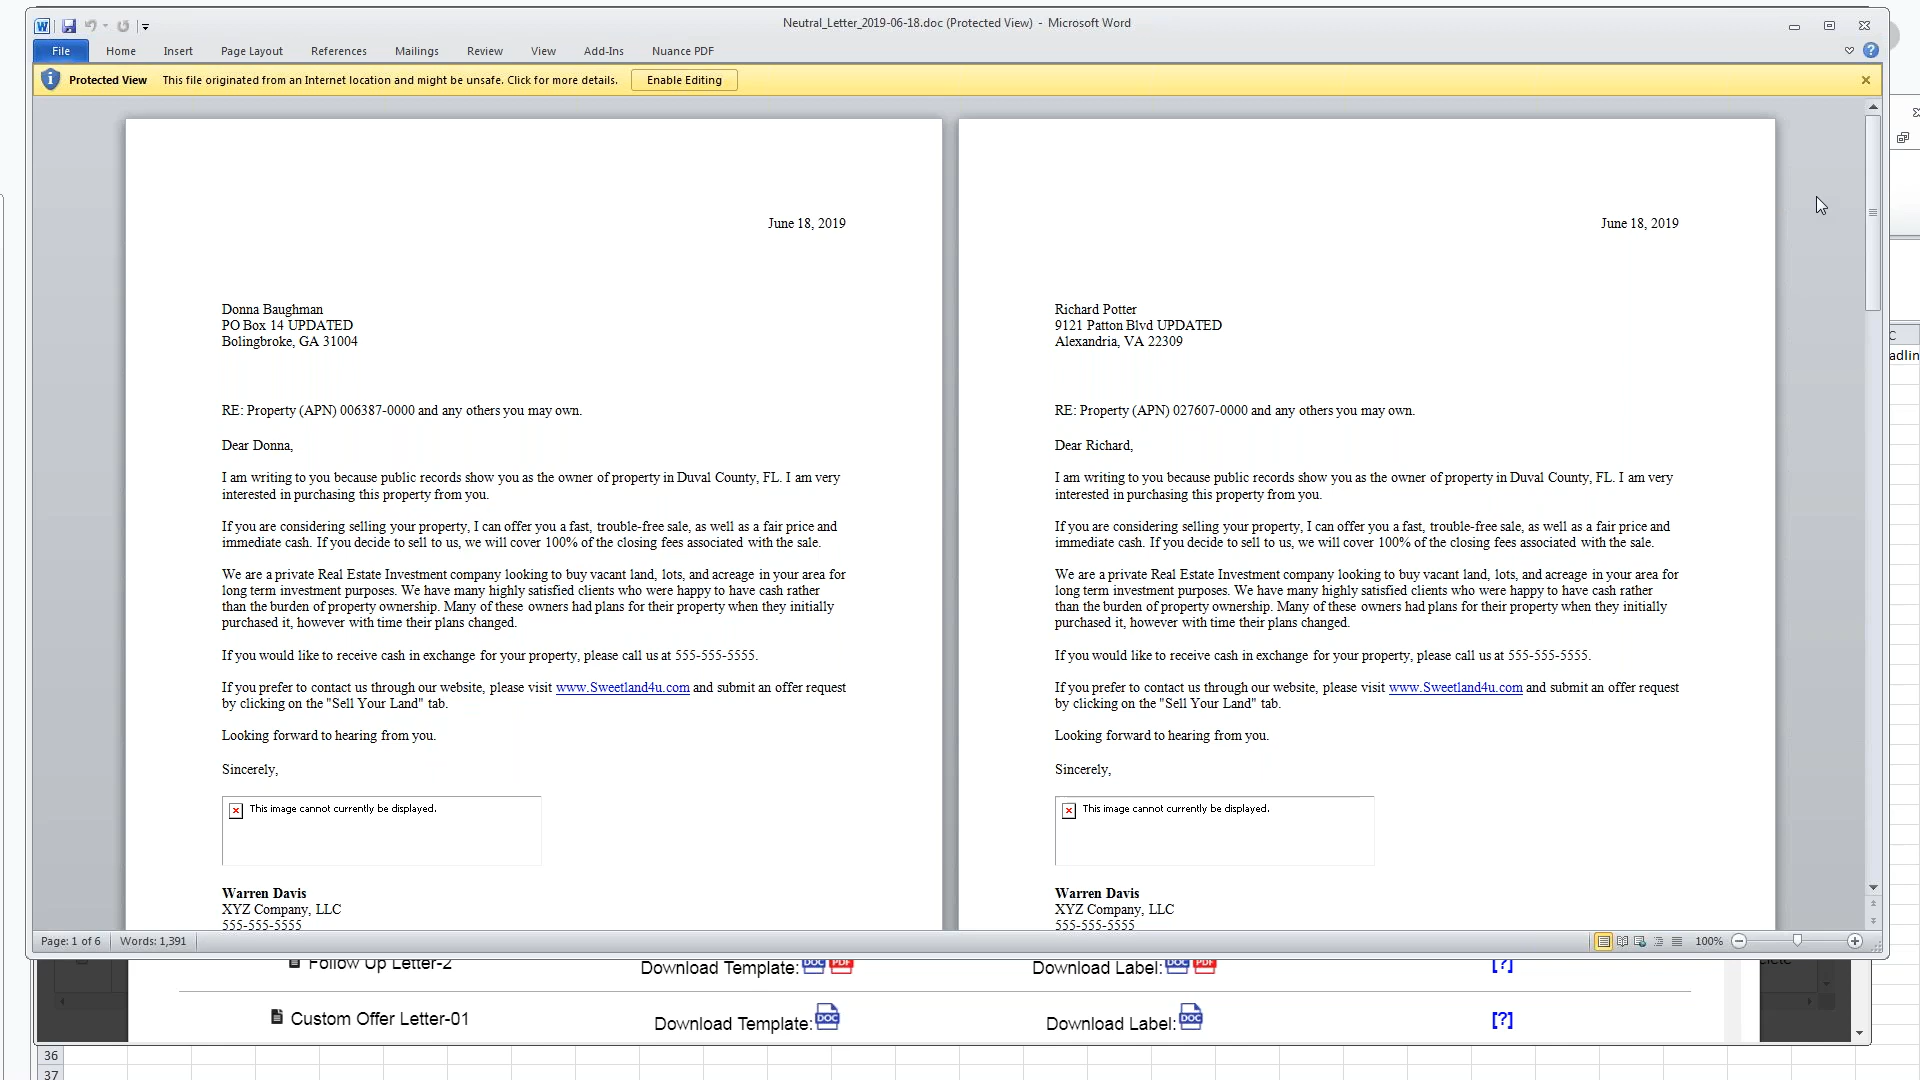 Neutral_Letter_2019-06-18.doc (Protected View) - Microsoft Word
File Home Insert Page Layout References Mailings Review View Add-Ins Nuance PDF
Protected View This file originated from an Internet location and might be unsafe. Click for more details. Enable Editing
June 18, 2019
Donna Baughman
PO Box 14 UPDATED
Bolingbroke, GA 31004
RE: Property (APN) 006387-0000 and any others you may own.
Dear Donna,
I am writing to you because public records show you as the owner of property in Duval County, FL. I am very
interested in purchasing this property from you.
If you are considering selling your property, I can offer you a fast, trouble-free sale, as well as a fair price and
immediate cash. If you decide to sell to us, we will cover 100% of the closing fees associated with the sale.
We are a private Real Estate Investment company looking to buy vacant land, lots, and acreage in your area for
long term investment purposes. We have many highly satisfied clients who were happy to have cash rather
than the burden of property ownership. Many of these owners had plans for their property when they initially
purchased it, however with time their plans changed.
If you would like to receive cash in exchange for your property, please call us at 555-555-5555.
If you prefer to contact us through our website, please visit www.Sweetland4u.com and submit an offer request
by clicking on the "Sell Your Land" tab.
Looking forward to hearing from you.
Sincerely,
This image cannot currently be displayed.
Warren Davis
XYZ Company, LLC
555-555-5555
June 18, 2019
Richard Potter
9121 Patton Blvd UPDATED
Alexandria, VA 22309
RE: Property (APN) 027607-0000 and any others you may own.
Dear Richard,
I am writing to you because public records show you as the owner of property in Duval County, FL. I am very
interested in purchasing this property from you.
If you are considering selling your property, I can offer you a fast, trouble-free sale, as well as a fair price and
immediate cash. If you decide to sell to us, we will cover 100% of the closing fees associated with the sale.
We are a private Real Estate Investment company looking to buy vacant land, lots, and acreage in your area for
long term investment purposes. We have many highly satisfied clients who were happy to have cash rather
than the burden of property ownership. Many of these owners had plans for their property when they initially
purchased it, however with time their plans changed.
If you would like to receive cash in exchange for your property, please call us at 555-555-5555.
If you prefer to contact us through our website, please visit www.Sweetland4u.com and submit an offer request
by clicking on the "Sell Your Land" tab.
Looking forward to hearing from you.
Sincerely,
This image cannot currently be displayed.
Warren Davis
XYZ Company, LLC
555-555-5555
Page: 1 of 6 Words: 1,391 100%
Follow Up Letter-2 Download Template: DOC PDF Download Label: DOC PDF [?]
Custom Offer Letter-01 Download Template: DOC Download Label: DOC [?]
36
37
C
adlin